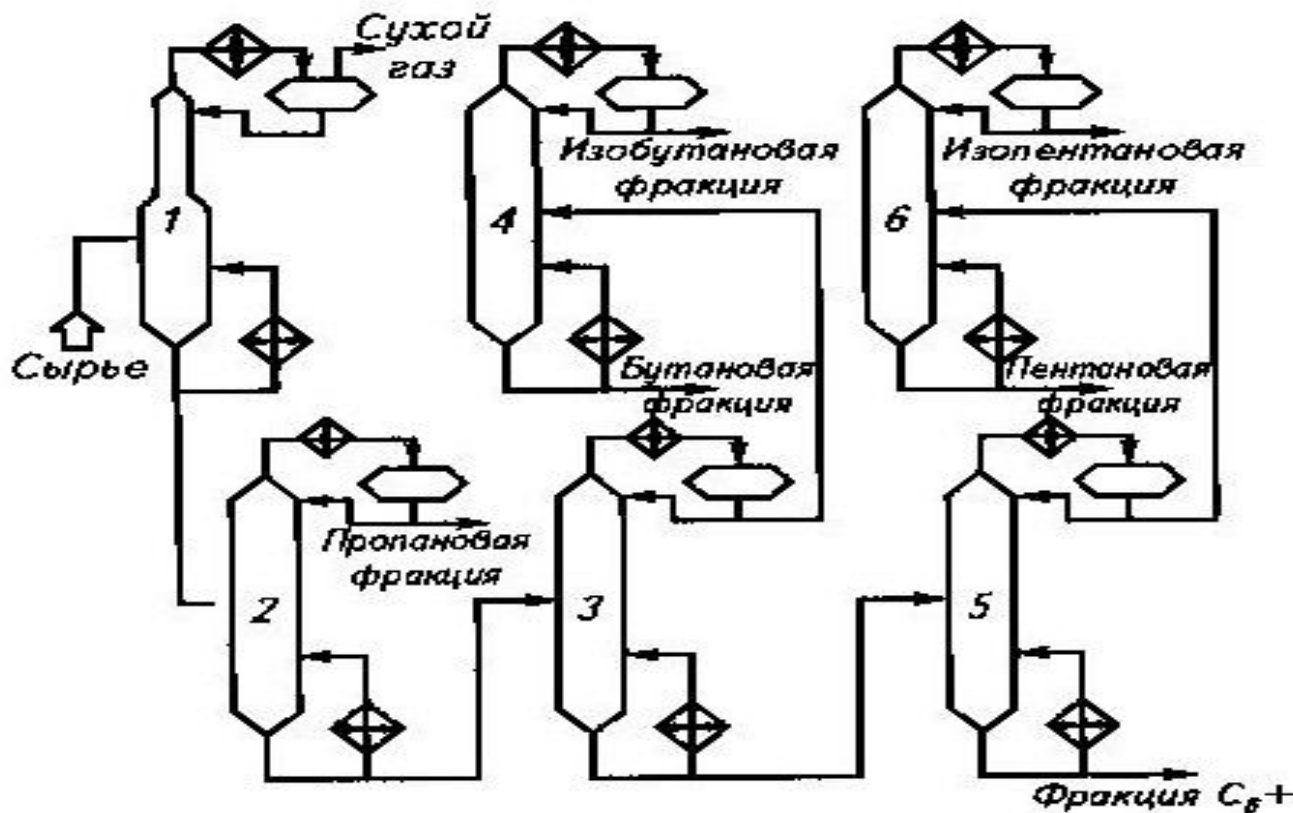 Сухой
газ
Изобутановая
фракция
Изопентановая
фракция
1
4
6
Сырье
Бутановая
фракция
Пентановая
фракция
Пропановая
фракция
2
3
5
Фракция C₆+